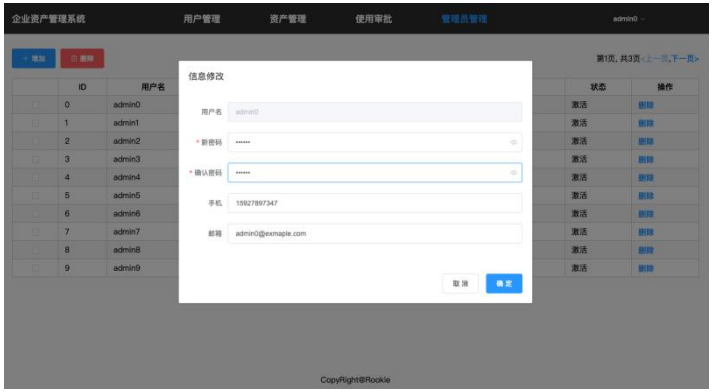 企业资产管理系统 用户管理 资产管理 使用审批 管理员管理 admin0
+ 增加 删除 第1页, 共3页<上一页,下一页>
信息修改
ID 用户名 状态 操作
用户名 admin0
0 admin0 激活 删除
1 admin1 激活 删除
* 新密码 ••••••
2 admin2 激活 删除
3 admin3 激活 删除
* 确认密码 ••••••
4 admin4 激活 删除
5 admin5 激活 删除
手机 15927897347
6 admin6 激活 删除
7 admin7 激活 删除
邮箱 admin0@exmaple.com
8 admin8 激活 删除
9 admin9 激活 删除
取消 确定
CopyRight@Rookie